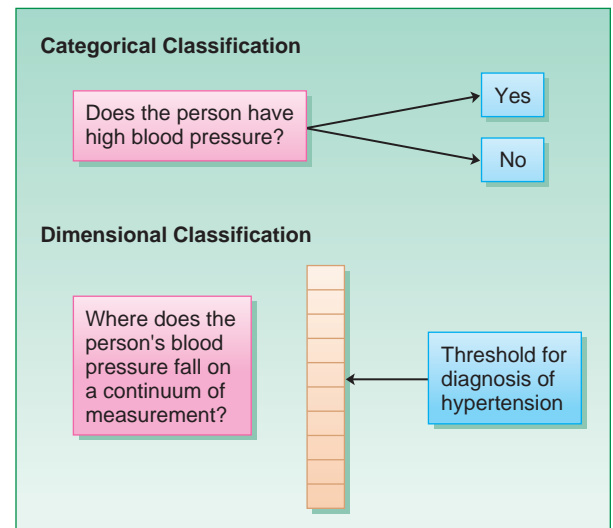 Categorical Classification
Does the person have
high blood pressure?
Yes
No
Dimensional Classification
Where does the
person's blood
pressure fall on
a continuum of
measurement?
Threshold for
diagnosis of
hypertension